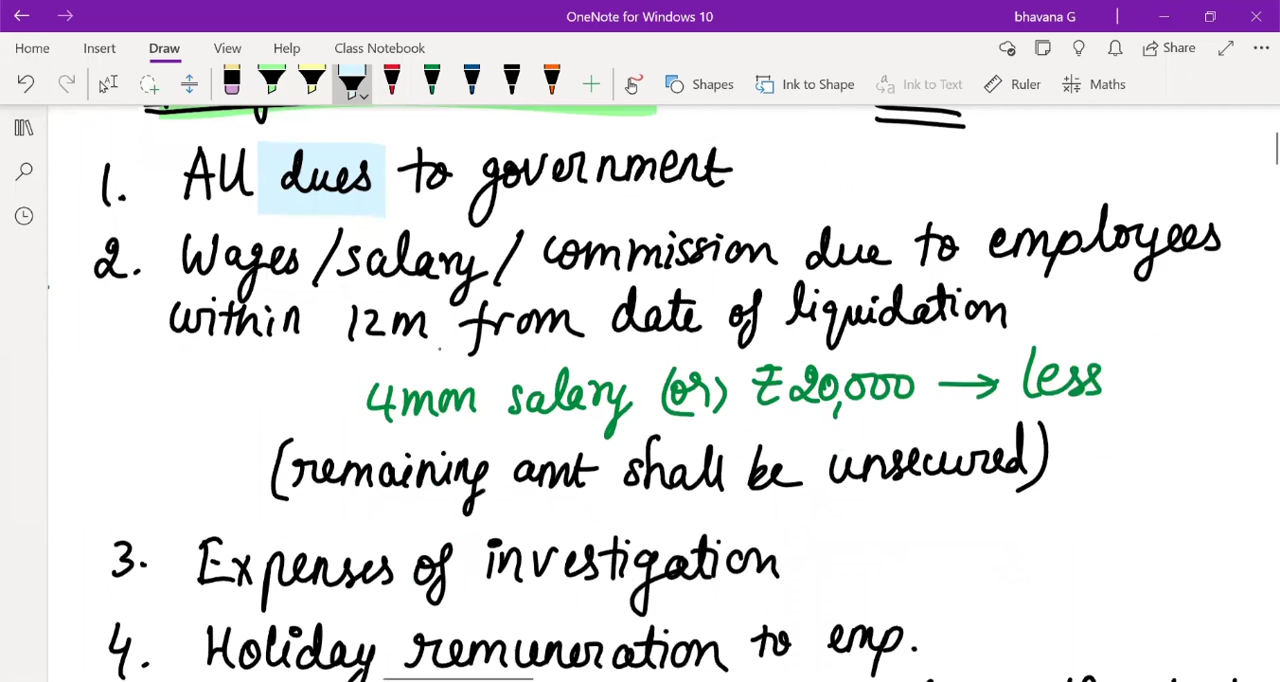 OneNote for Windows 10
bhavana G
Home Insert Draw View Help Class Notebook
Share
Shapes Ink to Shape Ink to Text Ruler Maths
1. All dues to government
2. Wages/salary/commission due to employees
within 12m from date of liquidation
4mon salary (or) ₹20,000 → less
(remaining amt shall be unsecured)
3. Expenses of investigation
4. Holiday remuneration to emp.